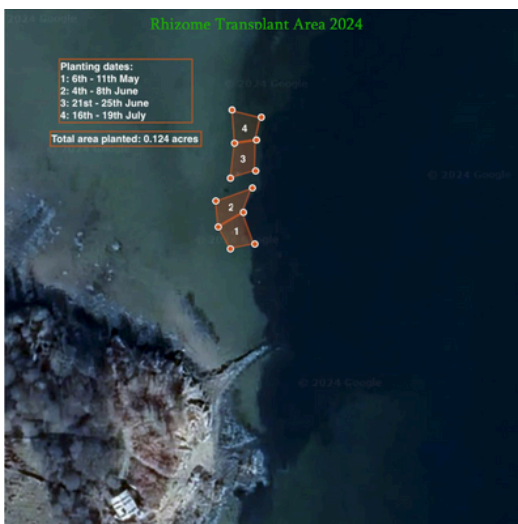 Rhizome Transplant Area 2024
© 2024 Google
Planting dates:
1: 6th - 11th May
2: 4th - 8th June
3: 21st - 25th June
4: 16th - 19th July
© 2024 Google
Total area planted: 0.124 acres
4
3
© 2024 Google
2
1
© 2024 Google